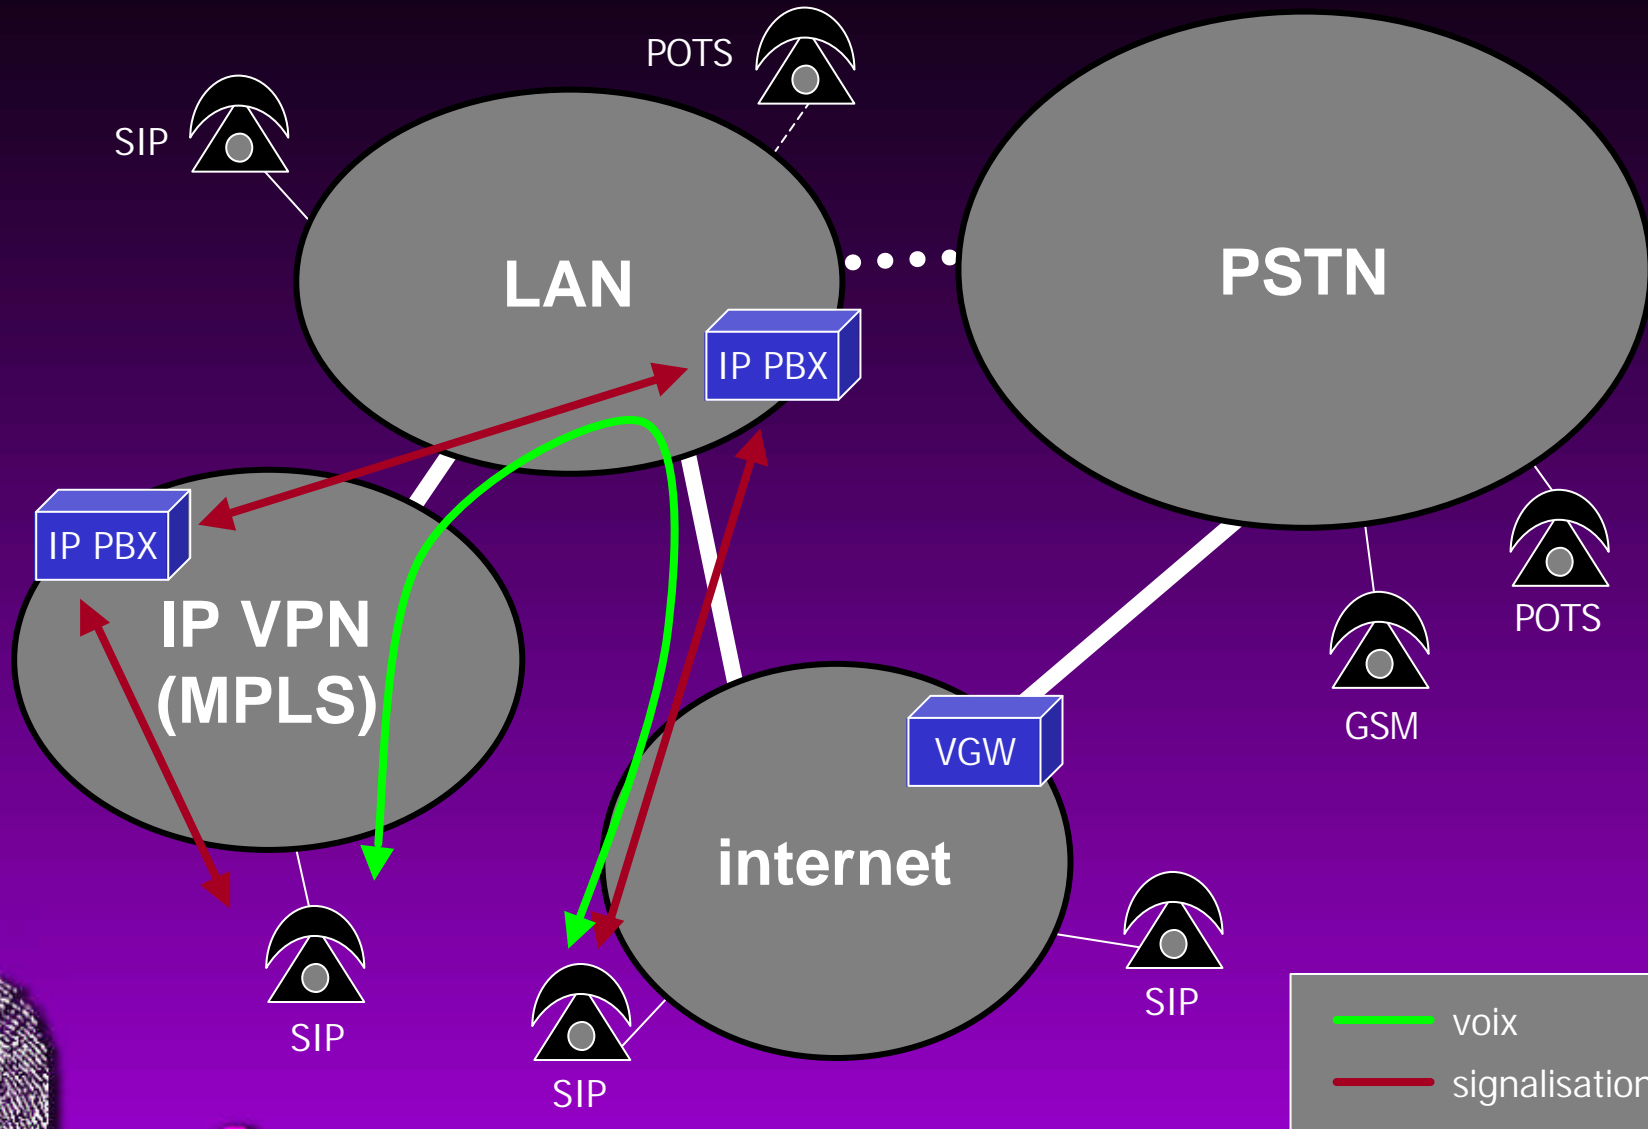 POTS
SIP
LAN
PSTN
IP PBX
IP PBX
IP VPN
(MPLS)
POTS
GSM
VGW
internet
SIP
SIP
SIP
voix
signalisation